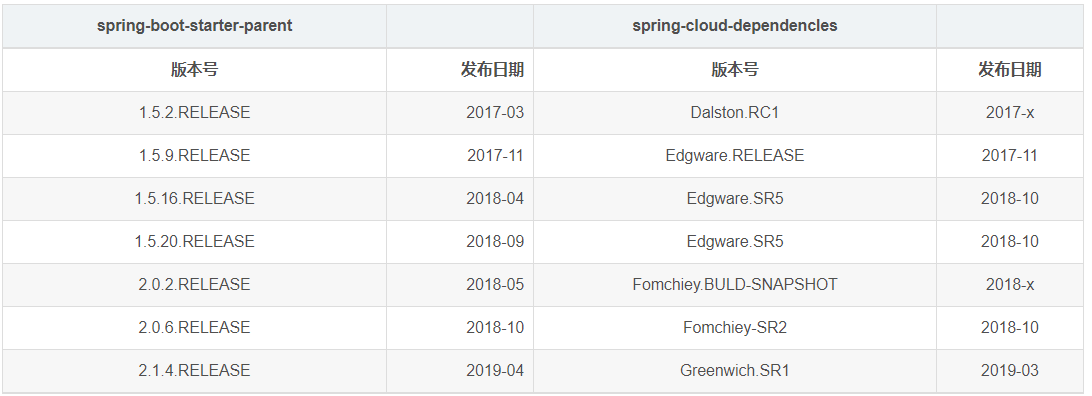 spring-boot-starter-parent spring-cloud-dependencies
版本号 发布日期 版本号 发布日期
1.5.2.RELEASE 2017-03 Dalston.RC1 2017-x
1.5.9.RELEASE 2017-11 Edgware.RELEASE 2017-11
1.5.16.RELEASE 2018-04 Edgware.SR5 2018-10
1.5.20.RELEASE 2018-09 Edgware.SR5 2018-10
2.0.2.RELEASE 2018-05 Fomchiey.BULD-SNAPSHOT 2018-x
2.0.6.RELEASE 2018-10 Fomchiey-SR2 2018-10
2.1.4.RELEASE 2019-04 Greenwich.SR1 2019-03